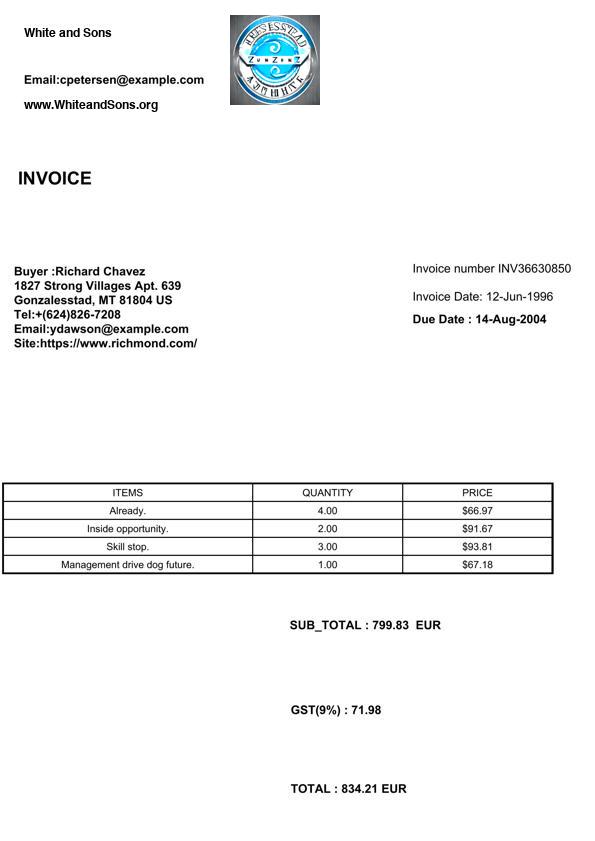 White and Sons
Email:cpetersen@example.com
www.WhiteandSons.org
ZunZenZ
INVOICE
Buyer :Richard Chavez
1827 Strong Villages Apt. 639
Gonzalesstad, MT 81804 US
Tel:+(624)826-7208
Email:ydawson@example.com
Site:https://www.richmond.com/
Invoice number INV36630850
Invoice Date: 12-Jun-1996
Due Date : 14-Aug-2004
ITEMS QUANTITY PRICE
Already. 4.00 $66.97
Inside opportunity. 2.00 $91.67
Skill stop. 3.00 $93.81
Management drive dog future. 1.00 $67.18
SUB_TOTAL : 799.83 EUR
GST(9%) : 71.98
TOTAL : 834.21 EUR